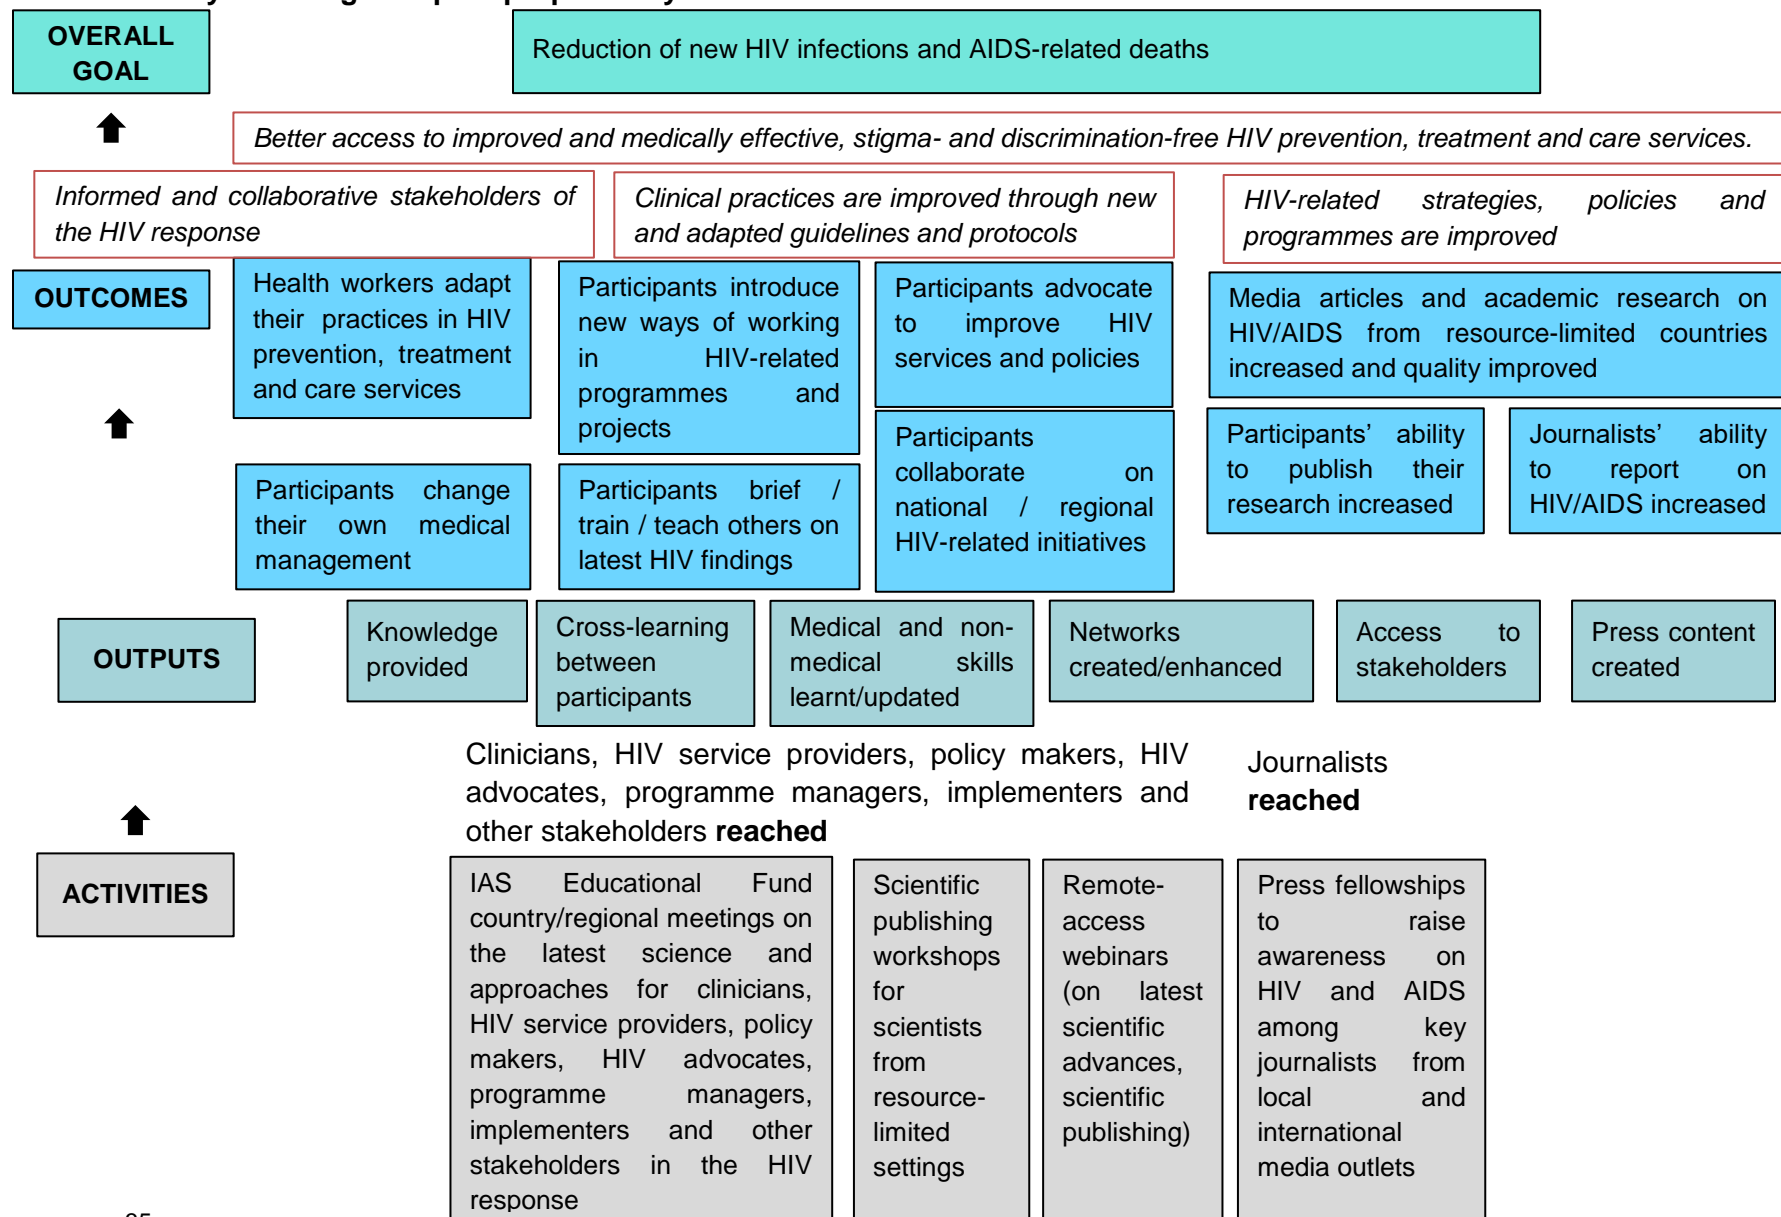 OVERALL
GOAL
Reduction of new HIV infections and AIDS-related deaths
Better access to improved and medically effective, stigma- and discrimination-free HIV prevention, treatment and care services.
Informed and collaborative stakeholders of
the HIV response
Clinical practices are improved through new
and adapted guidelines and protocols
HIV-related strategies, policies and
programmes are improved
OUTCOMES
Health workers adapt
their practices in HIV
prevention, treatment
and care services
Participants introduce
new ways of working
in HIV-related
programmes and
projects
Participants advocate
to improve HIV
services and policies
Media articles and academic research on
HIV/AIDS from resource-limited countries
increased and quality improved
Participants change
their own medical
management
Participants brief /
train / teach others on
latest HIV findings
Participants
collaborate on
national / regional
HIV-related initiatives
Participants' ability
to publish their
research increased
Journalists' ability
to report on
HIV/AIDS increased
OUTPUTS
Knowledge
provided
Cross-learning
between
participants
Medical and non-
medical skills
learnt/updated
Networks
created/enhanced
Access to
stakeholders
Press content
created
Clinicians, HIV service providers, policy makers, HIV
advocates, programme managers, implementers and
other stakeholders reached
Journalists
reached
ACTIVITIES
IAS Educational Fund
country/regional meetings on
the latest science and
approaches for clinicians,
HIV service providers, policy
makers, HIV advocates,
programme managers,
implementers and other
stakeholders in the HIV
response
Scientific
publishing
workshops
for
scientists
from
resource-
limited
settings
Remote-
access
webinars
(on latest
scientific
advances,
scientific
publishing)
Press fellowships
to raise
awareness on
HIV and AIDS
among key
journalists from
local and
international
media outlets